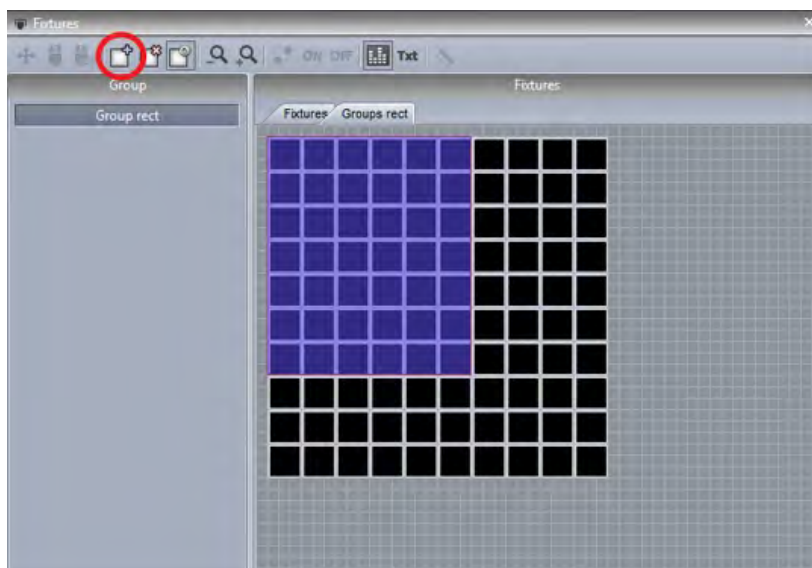 Fixtures
ON OFF Txt
Group
Fixtures
Group rect
Fixtures Groups rect